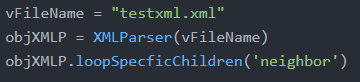 vFileName = "testxml.xml"
objXMLP = XMLParser(vFileName)
objXMLP.loopSpecficChildren('neighbor')